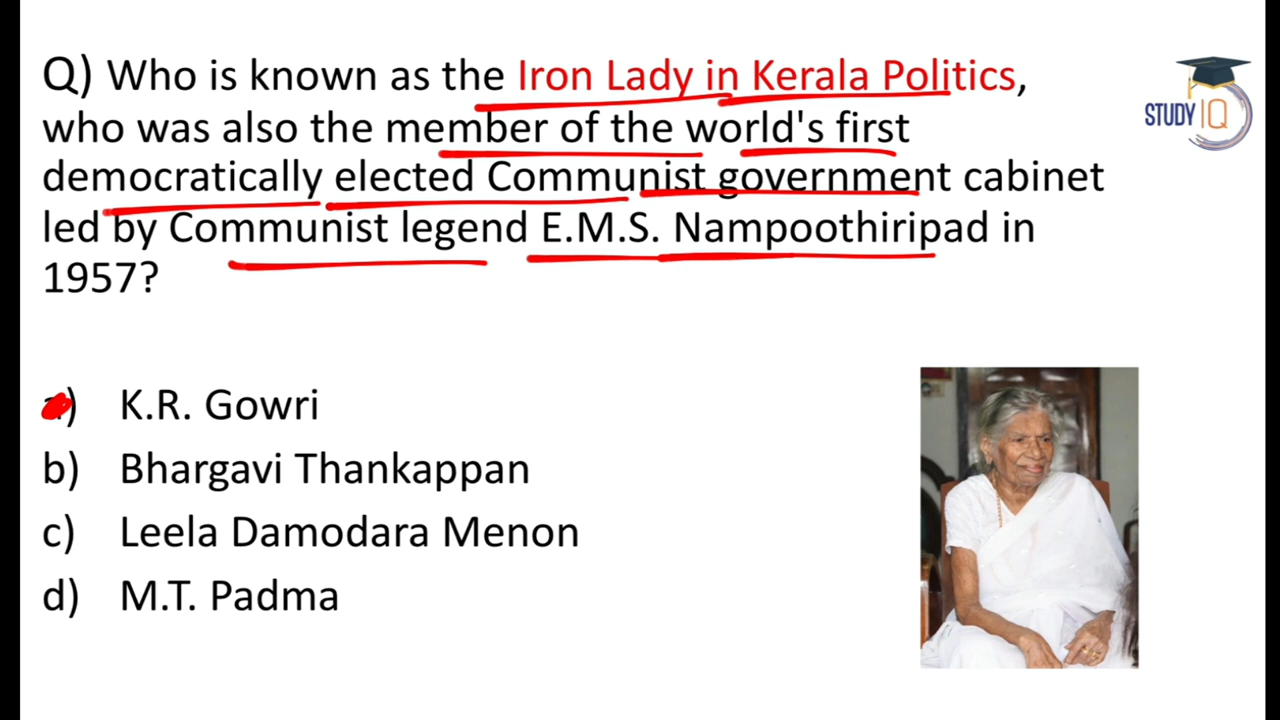 Q) Who is known as the Iron Lady in Kerala Politics,
who was also the member of the world's first
democratically elected Communist government cabinet
led by Communist legend E.M.S. Nampoothiripad in
1957?
STUDY IQ
a) K.R. Gowri
b) Bhargavi Thankappan
c) Leela Damodara Menon
d) M.T. Padma